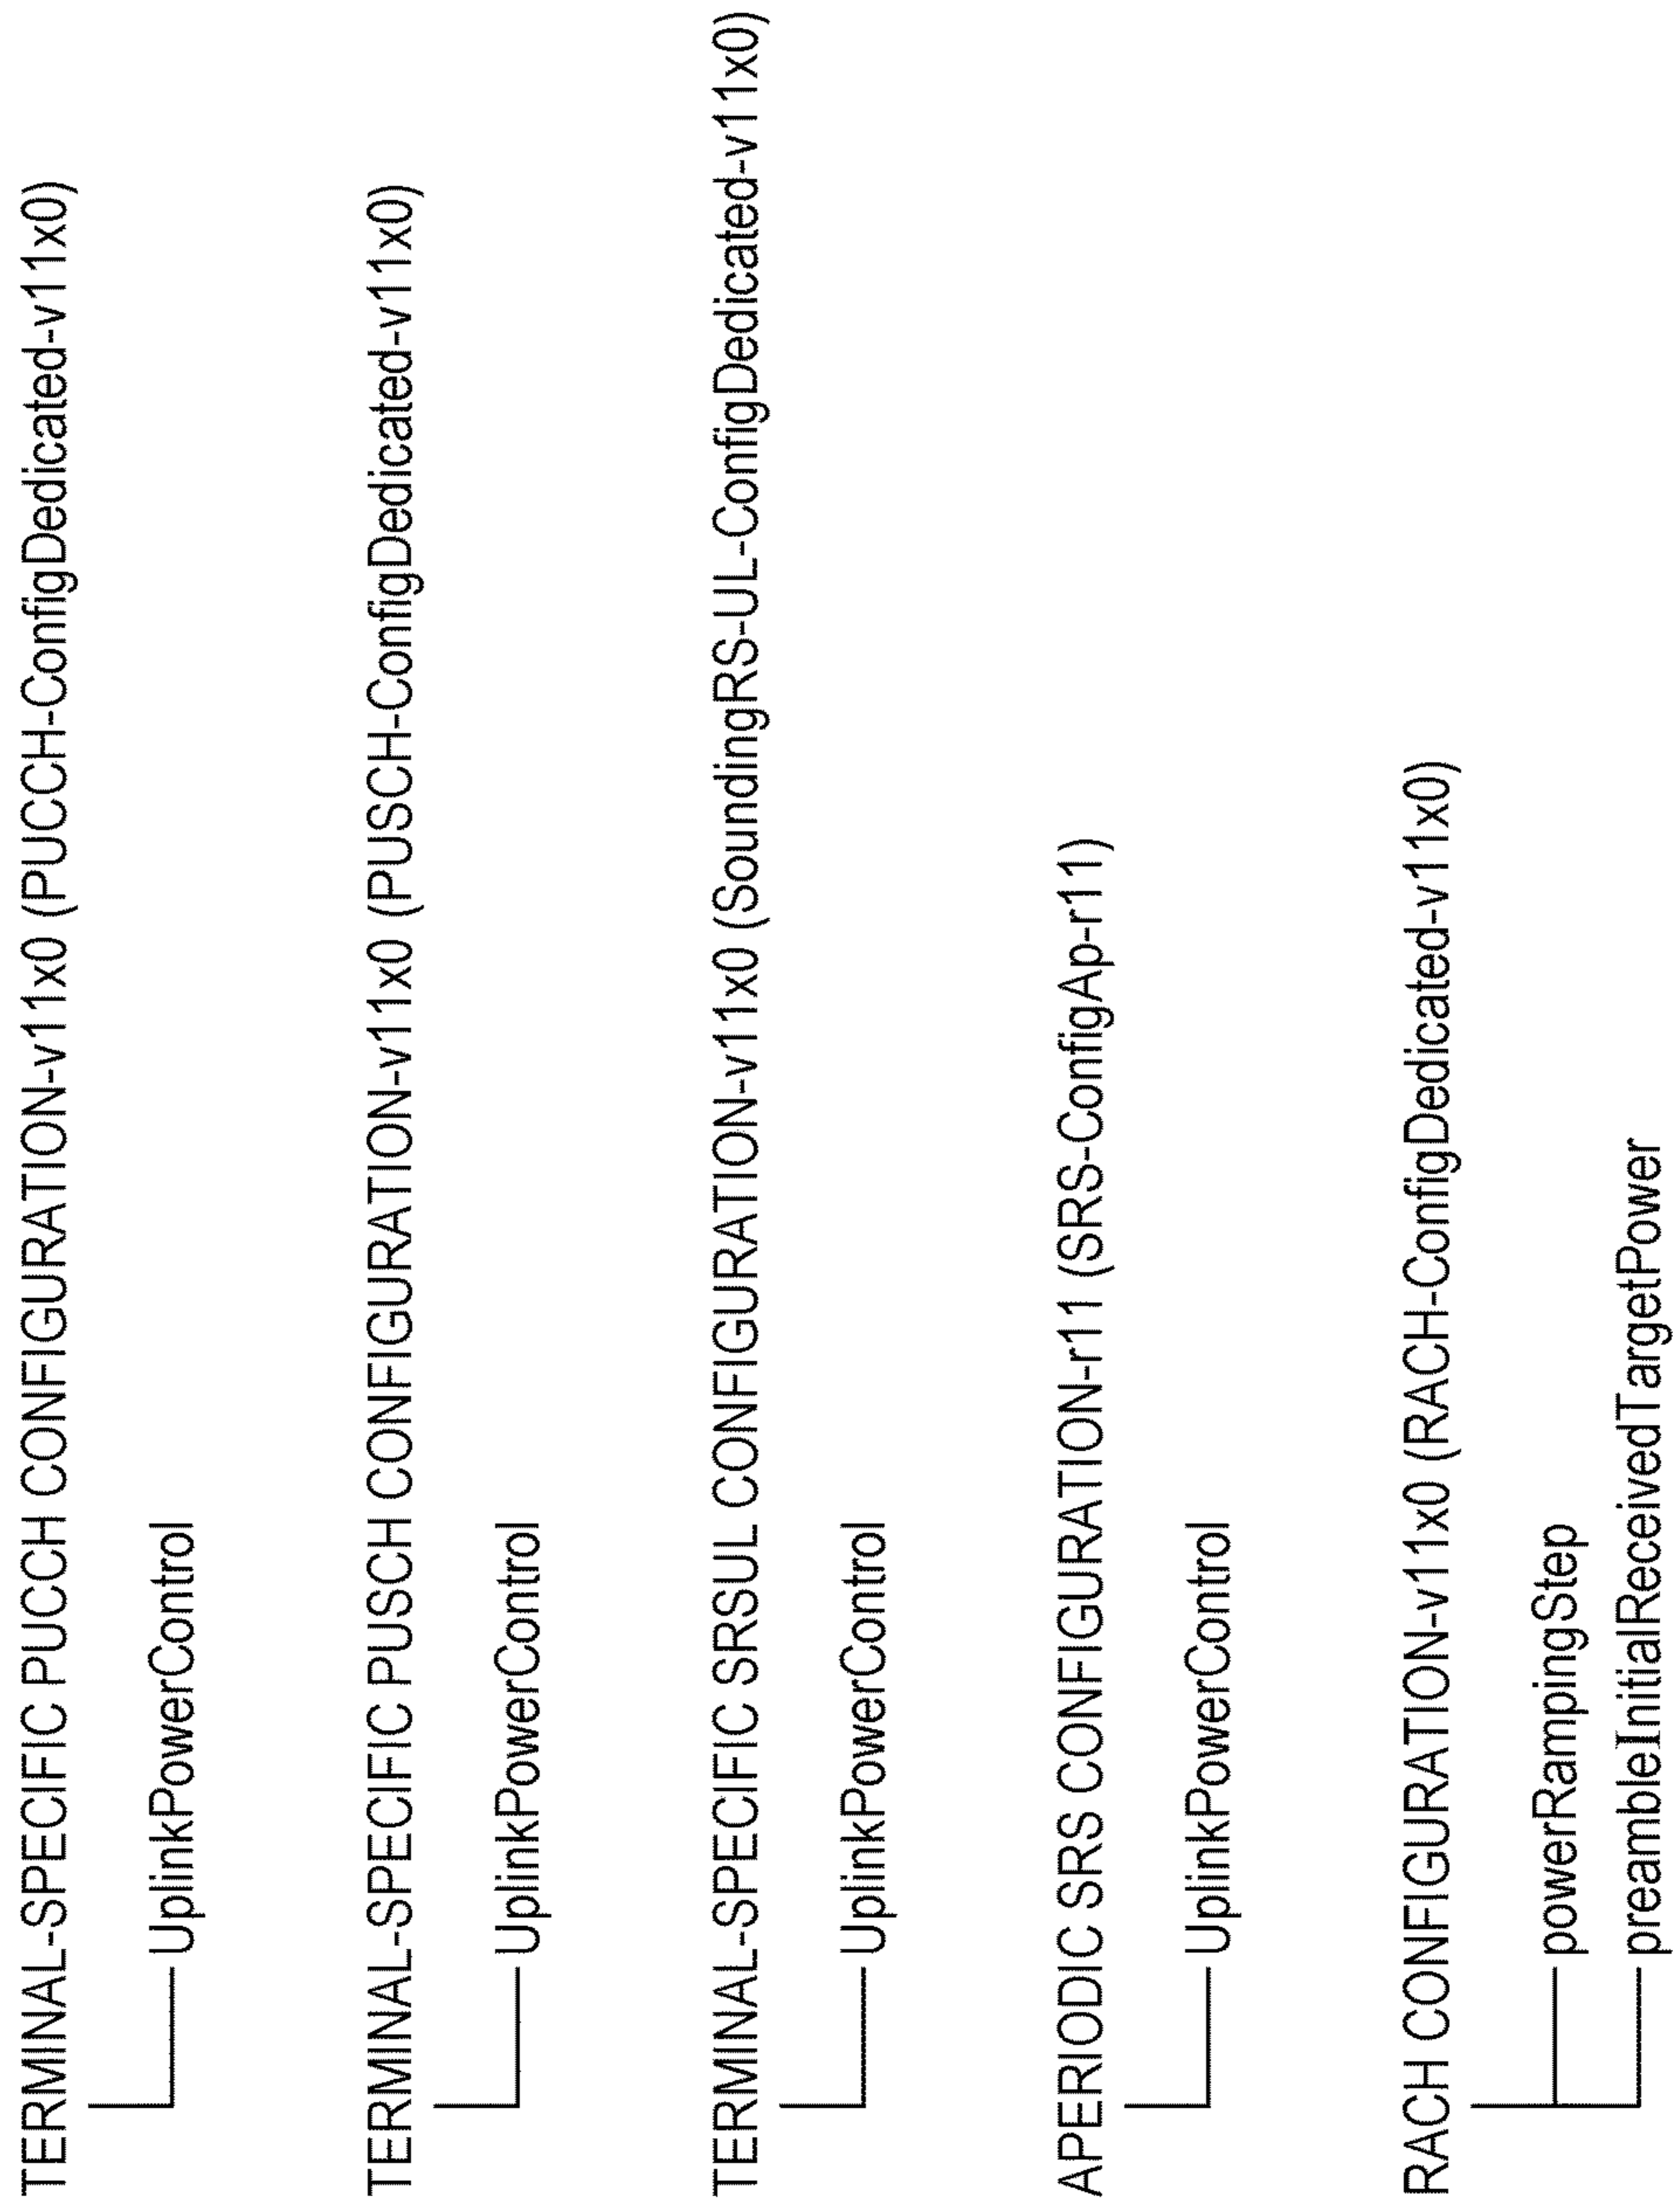 TERMINAL-SPECIFIC PUCCH CONFIGURATION-v11x0 (PUCCH-ConfigDedicated-v11x0)
UplinkPowerControl
TERMINAL-SPECIFIC PUSCH CONFIGURATION-v11x0 (PUSCH-ConfigDedicated-v11x0)
UplinkPowerControl
TERMINAL-SPECIFIC SRSUL CONFIGURATION-v11x0 (SoundingRS-UL-ConfigDedicated-v11x0)
UplinkPowerControl
APERIODIC SRS CONFIGURATION-r11 (SRS-ConfigAp-r11)
UplinkPowerControl
RACH CONFIGURATION-v11x0 (RACH-ConfigDedicated-v11x0)
powerRampingStep
preambleInitialReceivedTargetPower